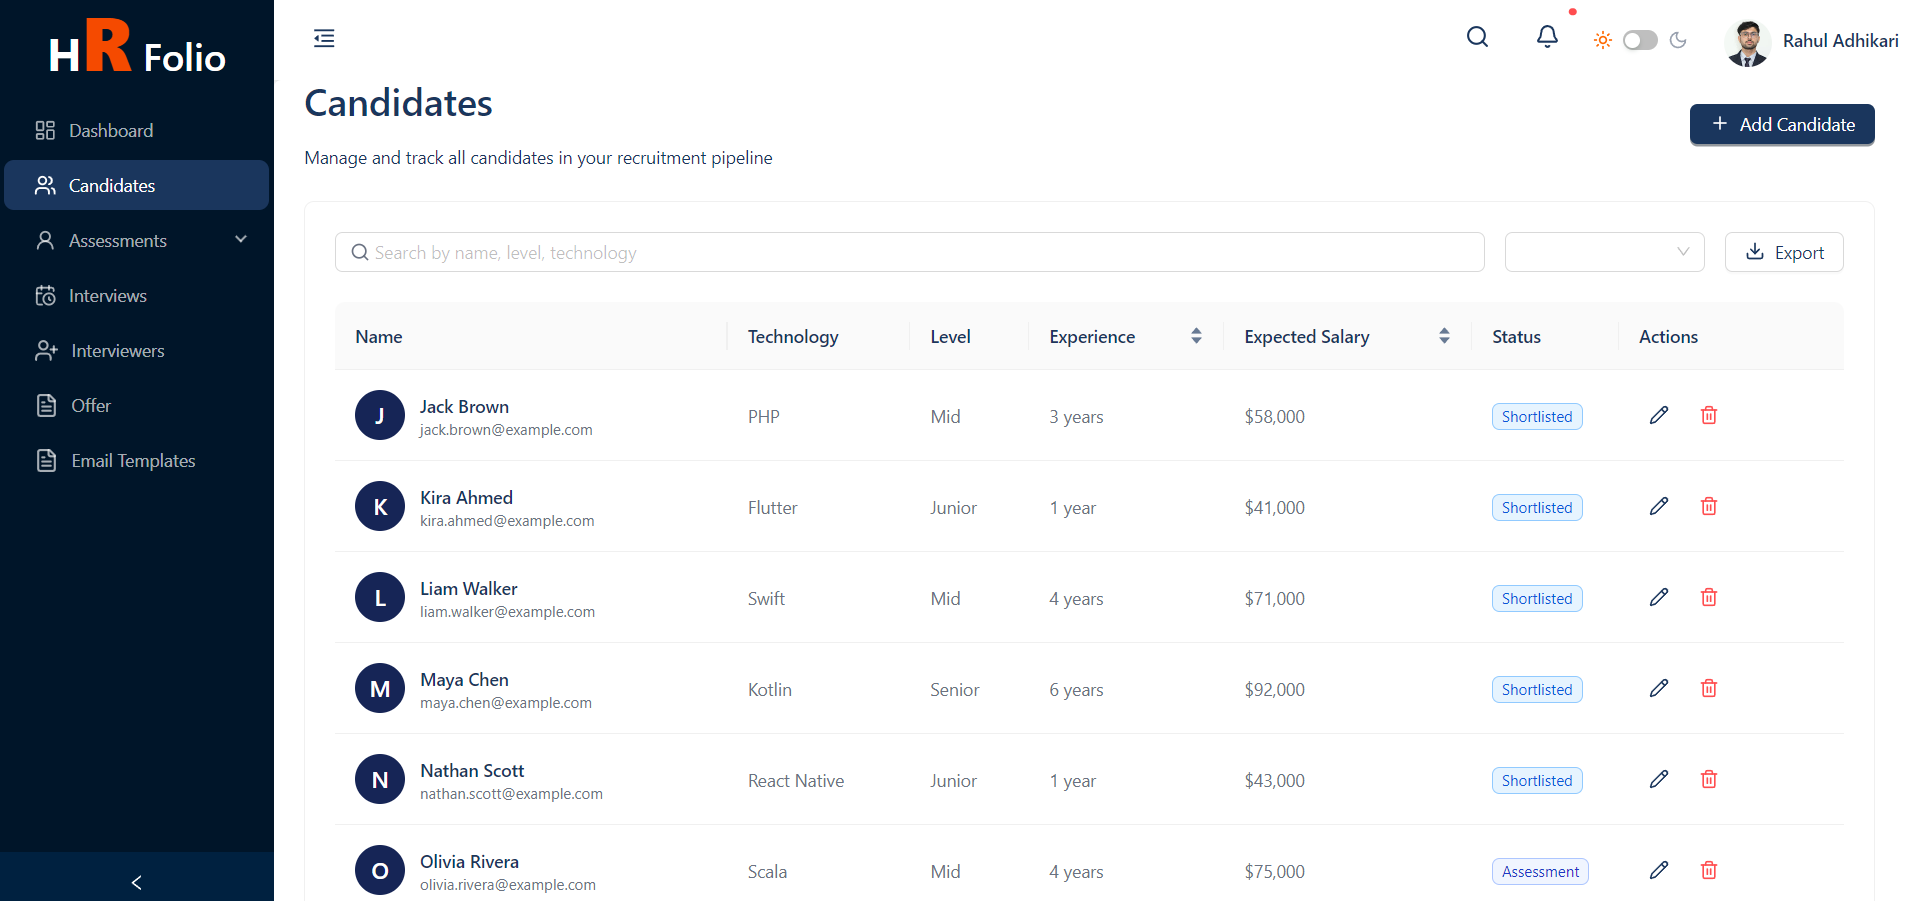 HR Folio
Rahul Adhikari
Dashboard
Candidates
Assessments
Interviews
Interviewers
Offer
Email Templates
Candidates
Manage and track all candidates in your recruitment pipeline
Add Candidate
Search by name, level, technology
Export
Name Technology Level Experience Expected Salary Status Actions
J Jack Brown PHP Mid 3 years $58,000 Shortlisted
jack.brown@example.com
K Kira Ahmed Flutter Junior 1 year $41,000 Shortlisted
kira.ahmed@example.com
L Liam Walker Swift Mid 4 years $71,000 Shortlisted
liam.walker@example.com
M Maya Chen Kotlin Senior 6 years $92,000 Shortlisted
maya.chen@example.com
N Nathan Scott React Native Junior 1 year $43,000 Shortlisted
nathan.scott@example.com
O Olivia Rivera Scala Mid 4 years $75,000 Assessment
olivia.rivera@example.com